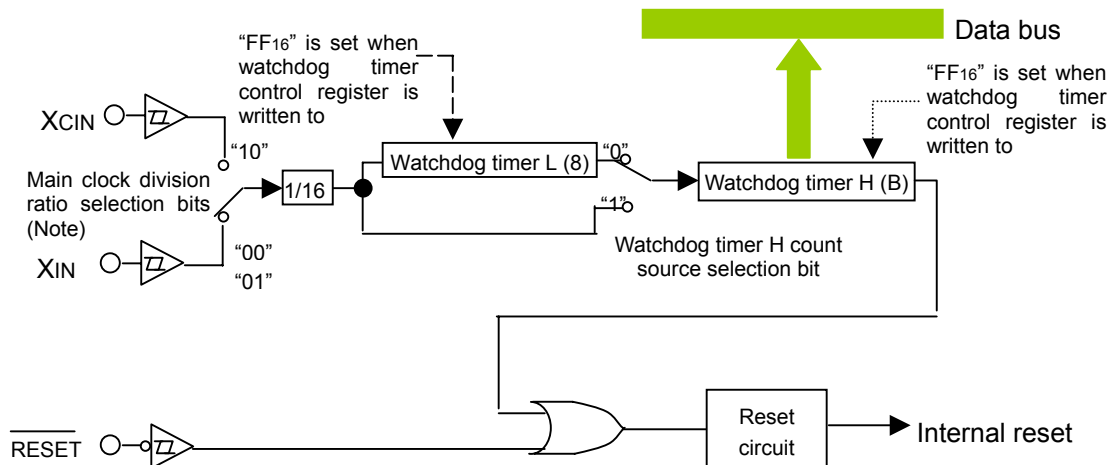 Data bus
“FF16” is set when
watchdog timer
control register is
written to
“FF16” is set when
watchdog timer
control register is
written to
XCIN
“10”
Watchdog timer L (8)
“0”
Watchdog timer H (B)
Main clock division
ratio selection bits
(Note)
1/16
“1”
XIN
“00”
“01”
Watchdog timer H count
source selection bit
RESET
Reset
circuit
Internal reset